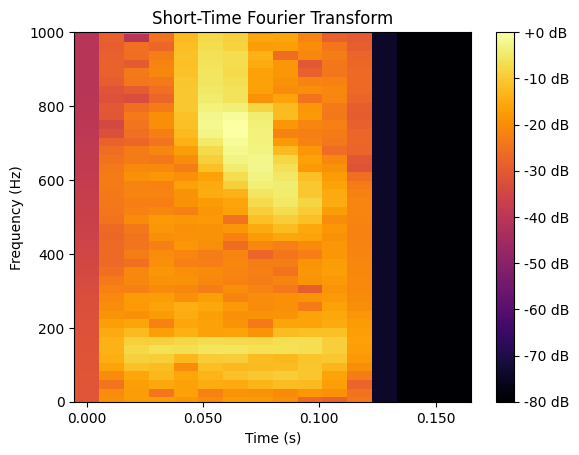 Short-Time Fourier Transform
1000
800
600
400
200
0
Frequency (Hz)
0.000
0.050
0.100
0.150
Time (s)
+0 dB
-10 dB
-20 dB
-30 dB
-40 dB
-50 dB
-60 dB
-70 dB
-80 dB